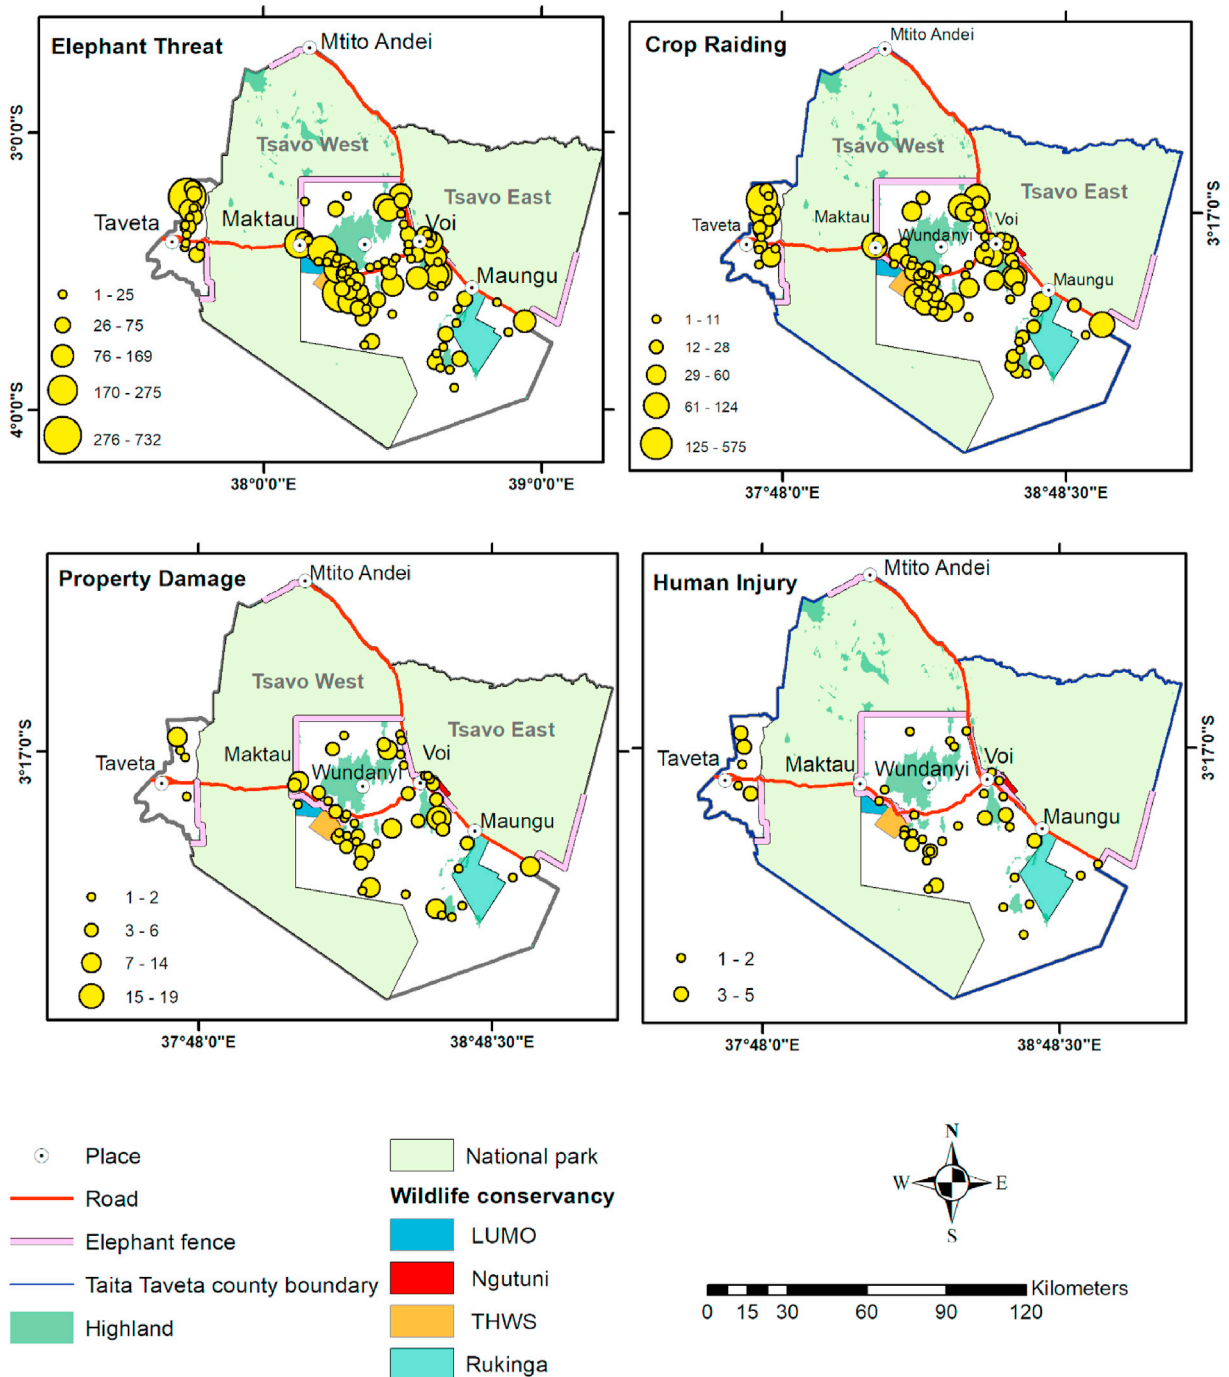 Elephant Threat
Mtito Andei
Tsavo West
Tsavo East
Taveta
Maktau
Voi
Maungu
1 - 25
26 - 75
76 - 169
170 - 275
276 - 732
3°0'0"S
4°0'0"S
38°0'0"E
39°0'0"E
Crop Raiding
Mtito Andei
Tsavo West
Tsavo East
Taveta
Maktau
Wundanyi
Voi
Maungu
1 - 11
12 - 28
29 - 60
61 - 124
125 - 575
3°17'0"S
37°48'0"E
38°48'30"E
Property Damage
Mtito Andei
Tsavo West
Tsavo East
Taveta
Maktau
Wundanyi
Voi
Maungu
1 - 2
3 - 6
7 - 14
15 - 19
3°17'0"S
37°48'0"E
38°48'30"E
Human Injury
Mtito Andei
Taveta
Maktau
Wundanyi
Voi
Maungu
1 - 2
3 - 5
3°17'0"S
37°48'0"E
38°48'30"E
Place
Road
Elephant fence
Taita Taveta county boundary
Highland
National park
Wildlife conservancy
LUMO
Ngutuni
THWS
Rukinga
N
W
E
S
Kilometers
0 15 30 60 90 120